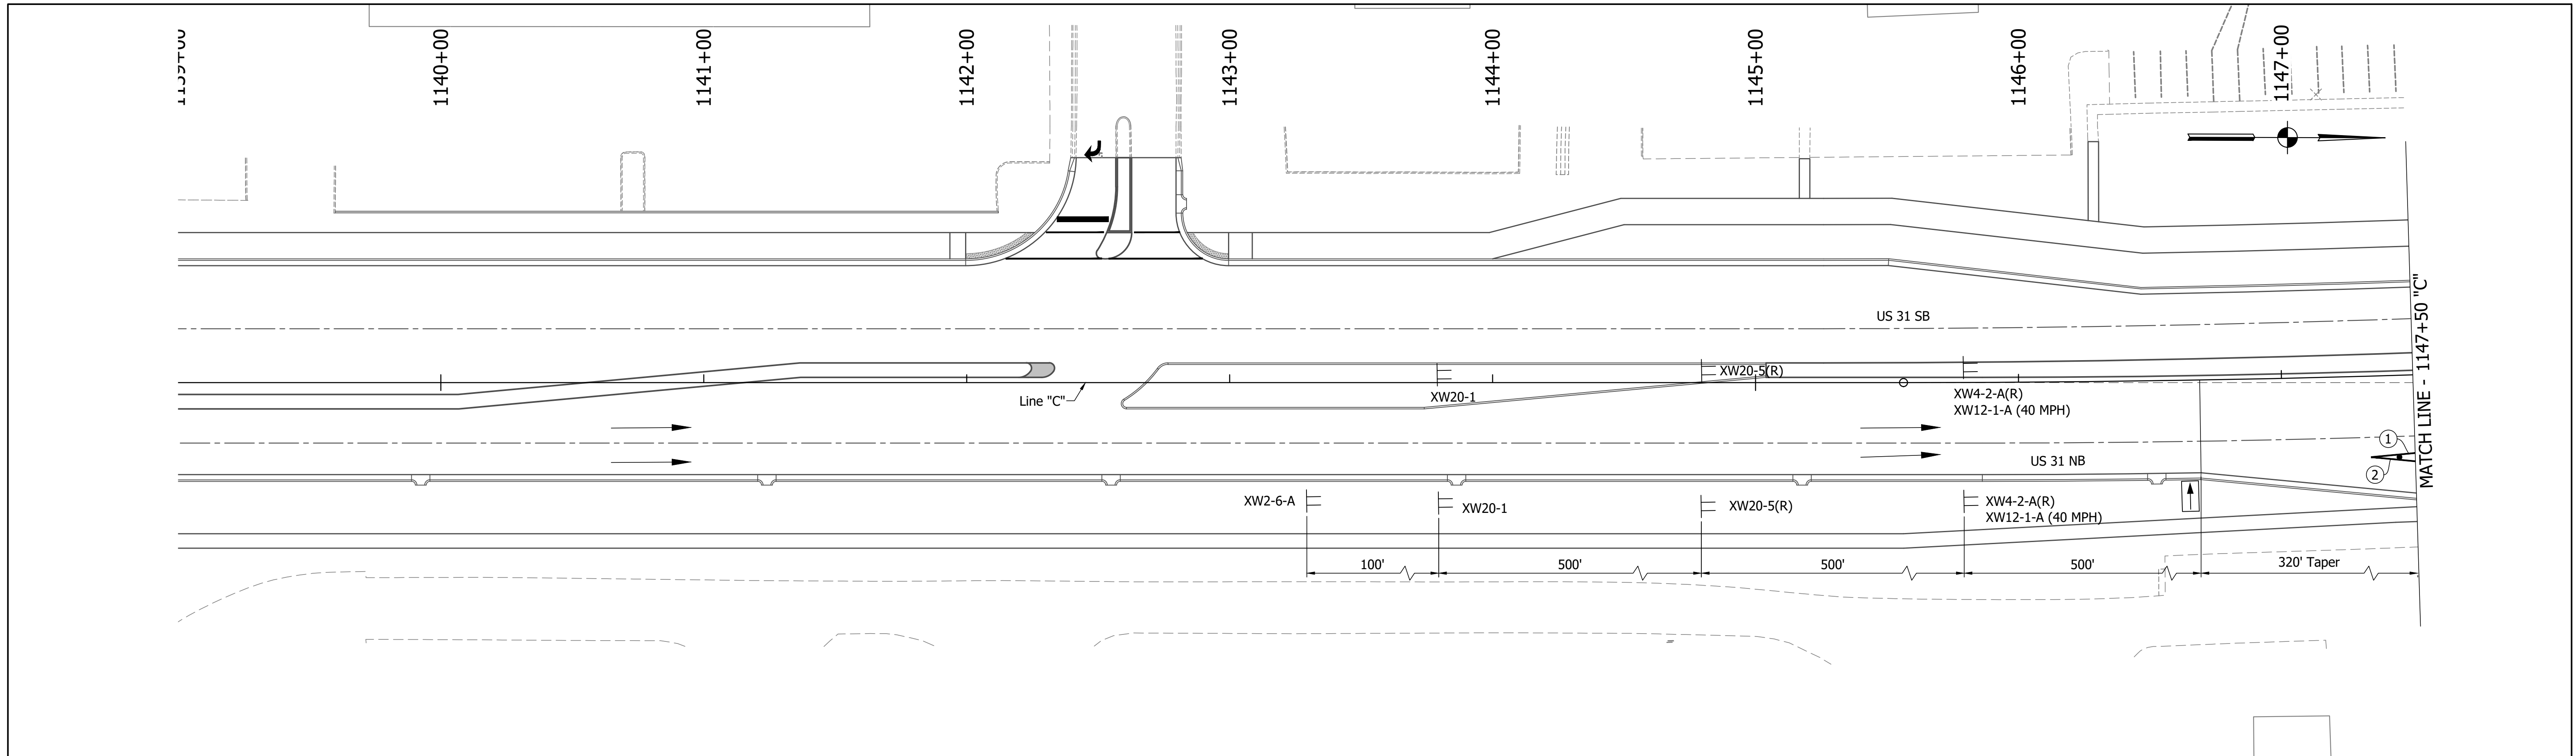 1139+00
1140+00
1141+00
1142+00
1143+00
1144+00
1145+00
1146+00
1147+00
US 31 SB
MATCH LINE - 1147+50 "C"
XW20-5(R)
XW20-1
Line "C"
XW4-2-A(R)
XW12-1-A (40 MPH)
1
US 31 NB
2
XW2-6-A
XW20-1
XW20-5(R)
XW4-2-A(R)
XW12-1-A (40 MPH)
100'
500'
500'
500'
320' Taper